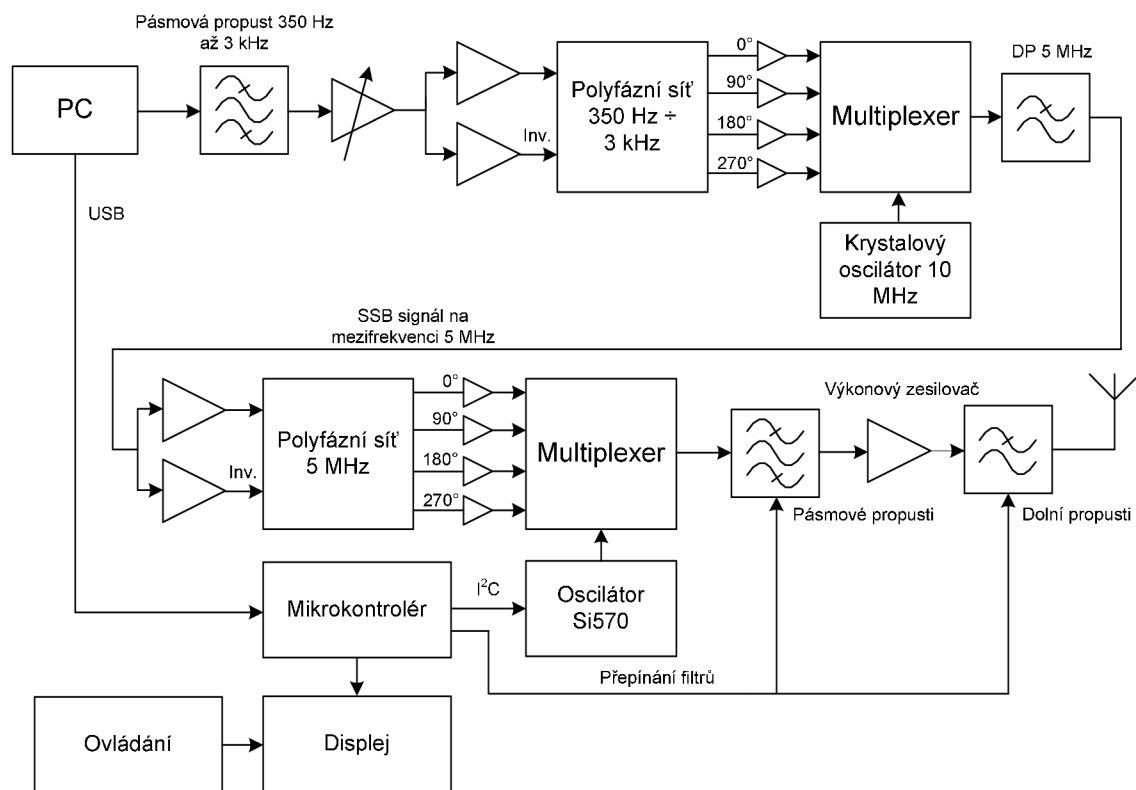 Pásmová propust 350 Hz
až 3 kHz
PC
Inv.
Polyfázní síť
350 Hz ÷
3 kHz
0°
90°
180°
270°
Multiplexer
DP 5 MHz
Krystalový
oscilátor 10
MHz
USB
SSB signál na
mezifrekvenci 5 MHz
Inv.
Polyfázní síť
5 MHz
0°
90°
180°
270°
Multiplexer
Výkonový zesilovač
Pásmové propusti
Dolní propusti
Mikrokontrolér
I²C
Oscilátor
Si570
Přepínání filtrů
Ovládání
Displej